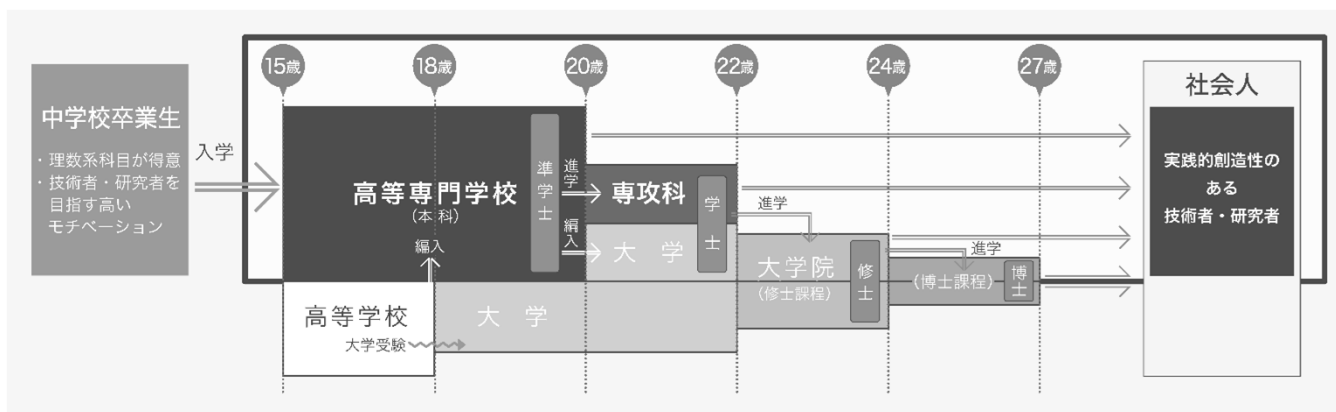 15歳
18歳
20歳
22歳
24歳
27歳
中学校卒業生
・理数系科目が得意
・技術者・研究者を
目指す高い
モチベーション
入学
高等専門学校
(本科)
準学士
進学
編入
編入
専攻科
大学
学士
進学
大学院
(修士課程)
修士
進学
(博士課程)
博士
高等学校
大学受験
大学
社会人
実践的創造性の
ある
技術者・研究者